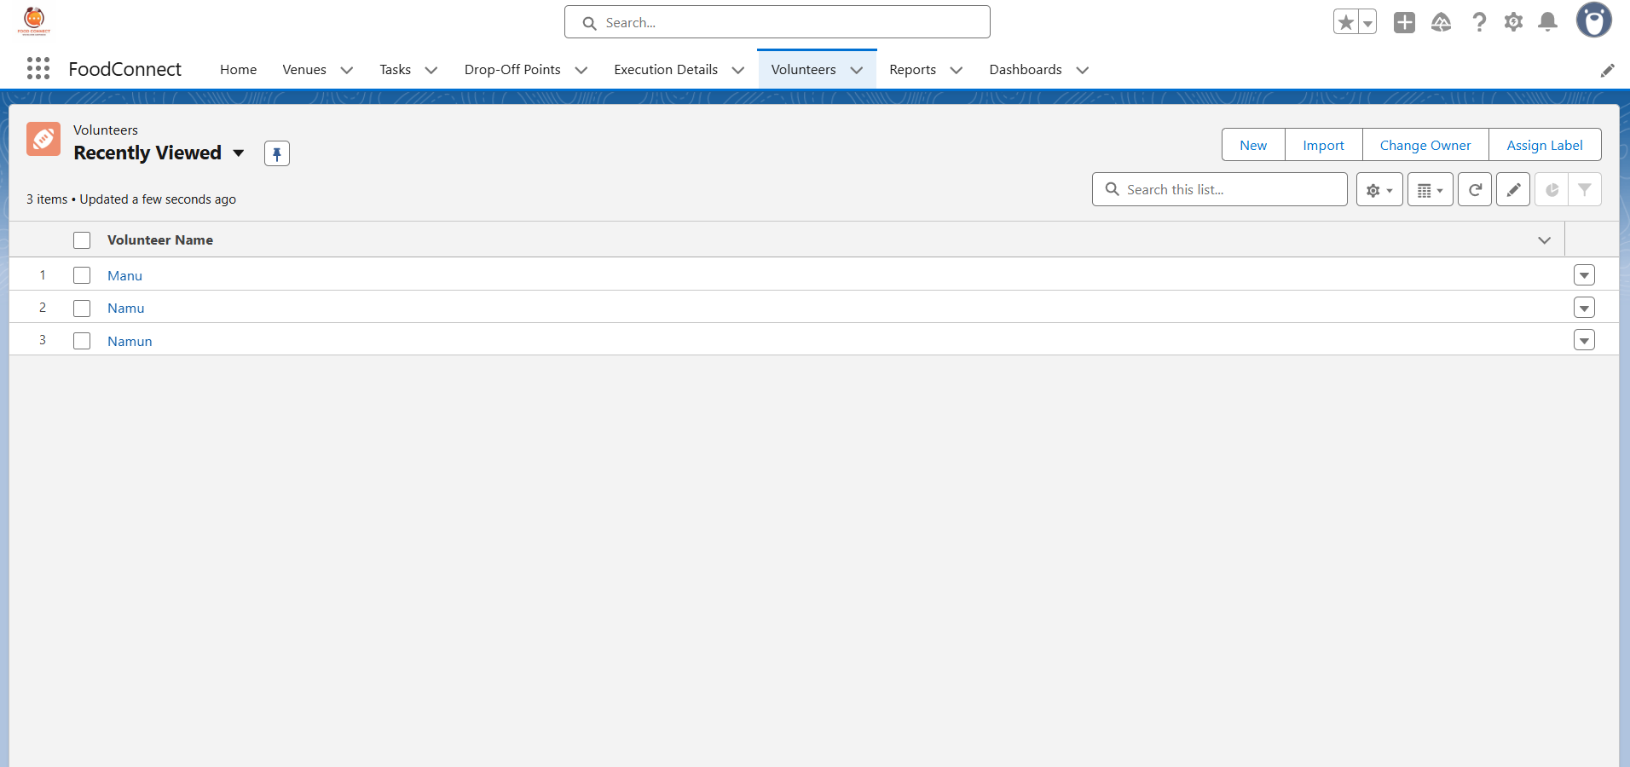 FOOD CONNECT
Search...
FoodConnect
Home
Venues
Tasks
Drop-Off Points
Execution Details
Volunteers
Reports
Dashboards
Volunteers
Recently Viewed
New
Import
Change Owner
Assign Label
3 items • Updated a few seconds ago
Search this list...
Volunteer Name
1 Manu
2 Namu
3 Namun